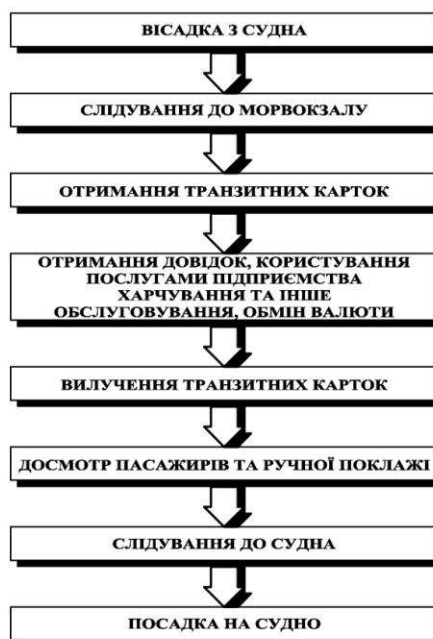 ВІСАДКА З СУДНА
СЛІДУВАННЯ ДО МОРВОКЗАЛУ
ОТРИМАННЯ ТРАНЗИТНИХ КАРТОК
ОТРИМАННЯ ДОВІДОК, КОРИСТУВАННЯ
ПОСЛУГАМИ ПІДПРИЄМСТВА
ХАРЧУВАННЯ ТА ІНШЕ
ОБСЛУГОВУВАННЯ, ОБМІН ВАЛЮТИ
ВИЛУЧЕННЯ ТРАНЗИТНИХ КАРТОК
ДОСМОТР ПАСАЖИРІВ ТА РУЧНОЇ ПОКЛАЖІ
СЛІДУВАННЯ ДО СУДНА
ПОСАДКА НА СУДНО